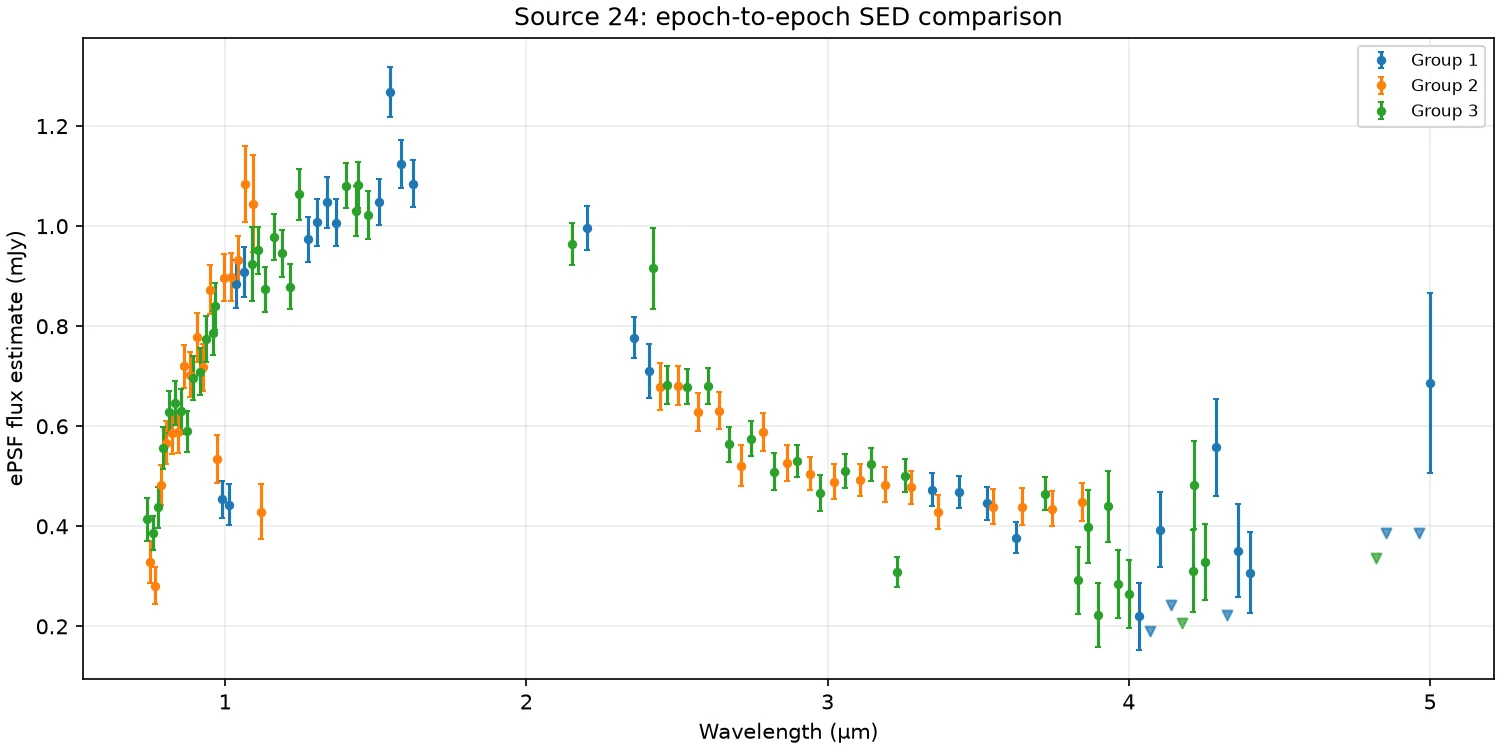 Source 24: epoch-to-epoch SED comparison
Group 1
Group 2
Group 3
ePSF flux estimate (mJy)
1.2
1.0
0.8
0.6
0.4
0.2
1 2 3 4 5
Wavelength (μm)